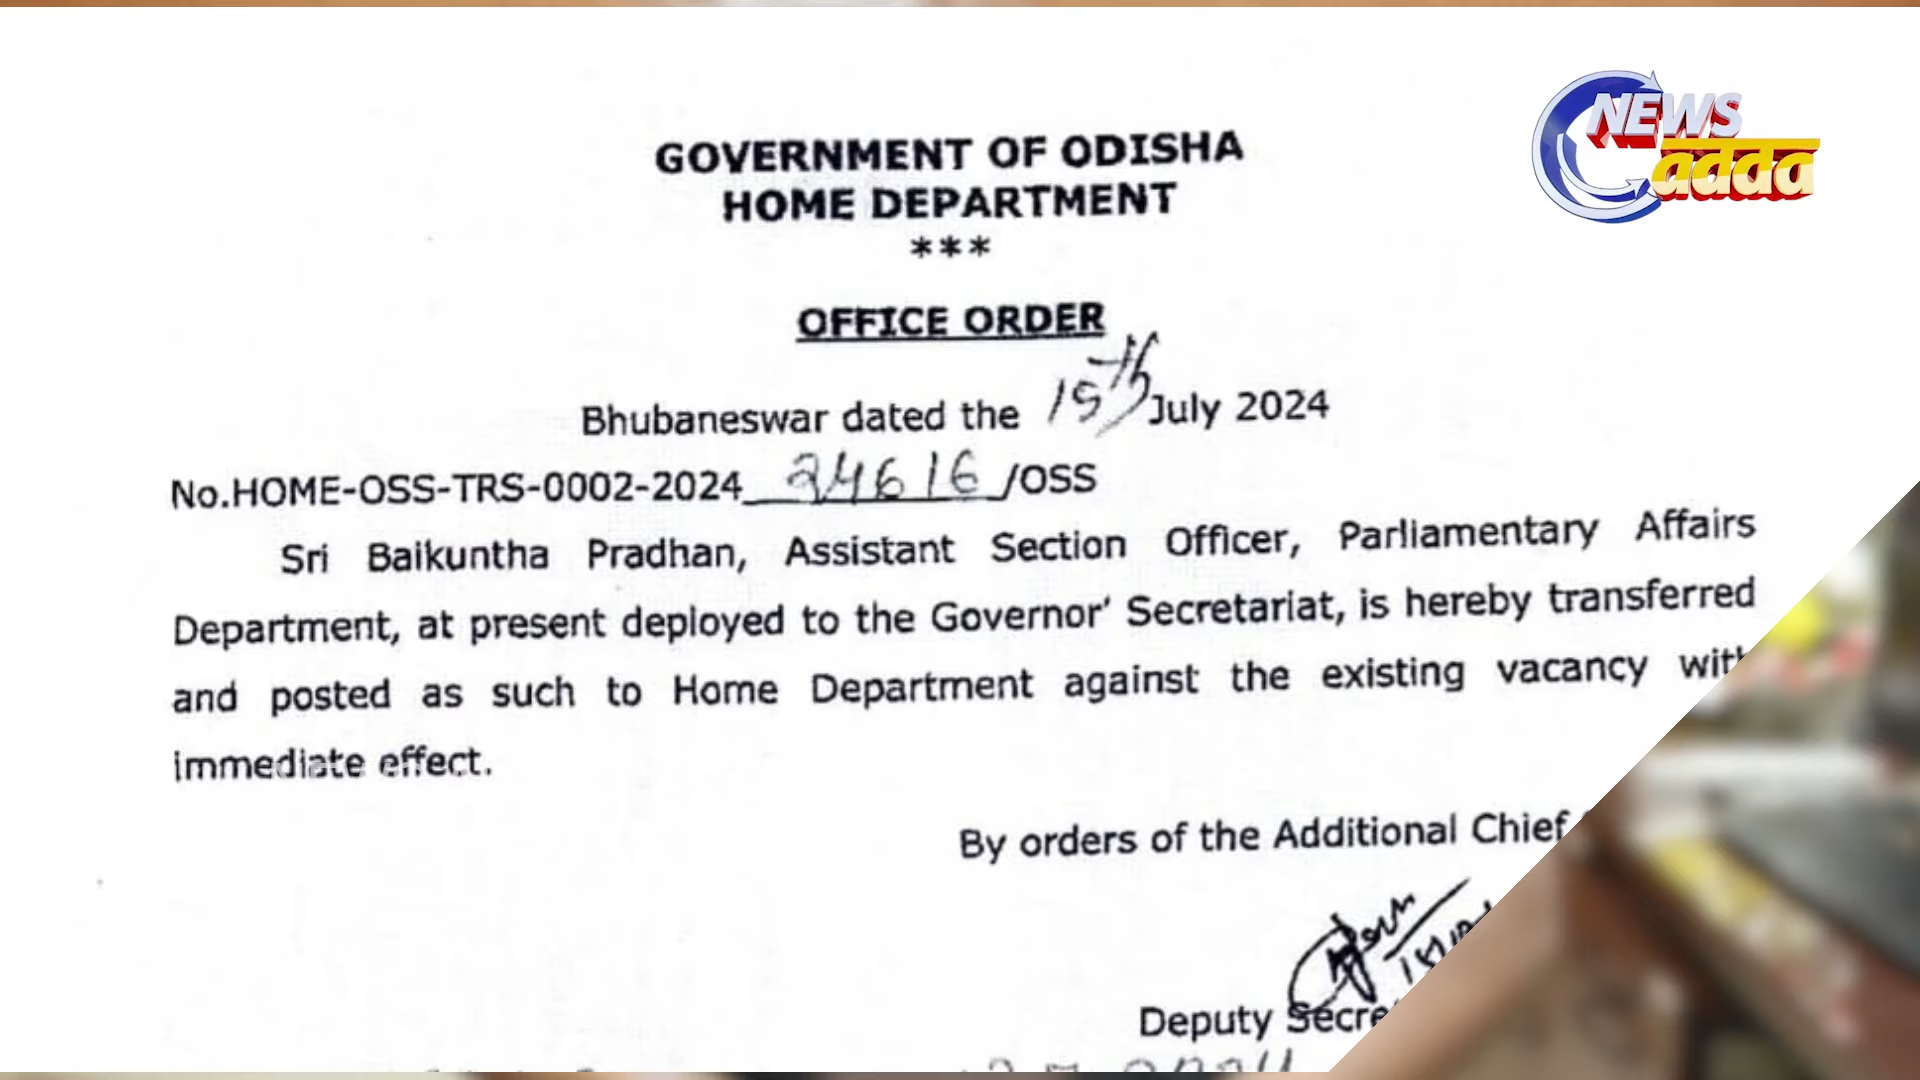 NEWS
adda
GOVERNMENT OF ODISHA
HOME DEPARTMENT
***
OFFICE ORDER
Bhubaneswar dated the 15th July 2024
No.HOME-OSS-TRS-0002-2024 24616 /OSS
Sri Baikuntha Pradhan, Assistant Section Officer, Parliamentary Affairs
Department, at present deployed to the Governor' Secretariat, is hereby transferred
and posted as such to Home Department against the existing vacancy with
immediate effect.
By orders of the Additional Chief
Deputy Secre